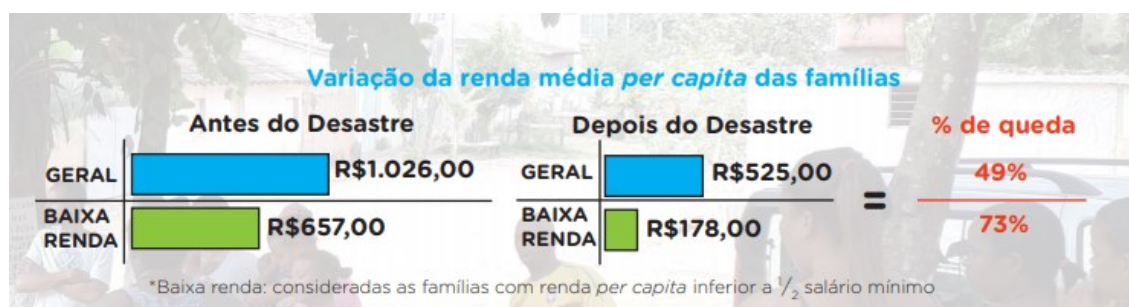 Variação da renda média per capita das famílias
Antes do Desastre
GERAL R$1.026,00
BAIXA RENDA R$657,00
Depois do Desastre
GERAL R$525,00
BAIXA RENDA R$178,00
=
% de queda
49%
73%
*Baixa renda: consideradas as famílias com renda per capita inferior a 1/2 salário mínimo